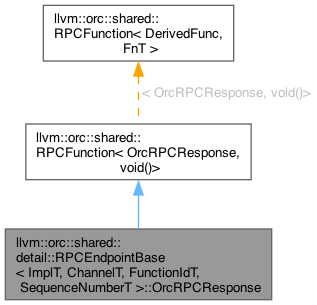 llvm::orc::shared::
RPCFunction< DerivedFunc,
FnT >
< OrcRPCResponse, void()>
llvm::orc::shared::
RPCFunction< OrcRPCResponse,
void()>
llvm::orc::shared::
detail::RPCEndpointBase
< ImplT, ChannelT, FunctionIdT,
SequenceNumberT >::OrcRPCResponse